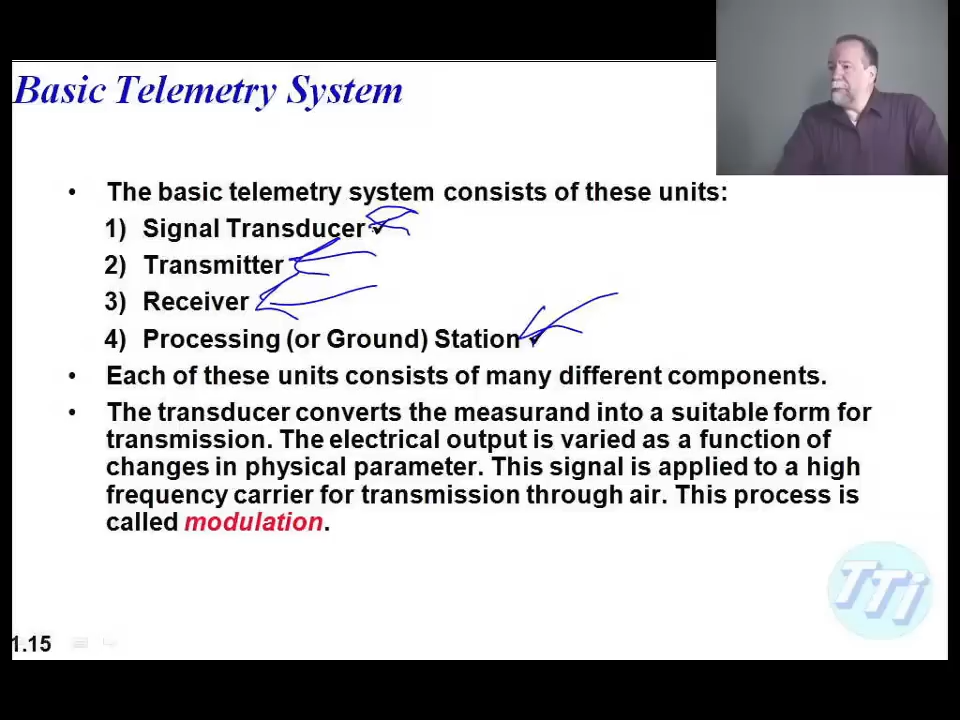 Basic Telemetry System
• The basic telemetry system consists of these units:
1) Signal Transducer
2) Transmitter
3) Receiver
4) Processing (or Ground) Station
• Each of these units consists of many different components.
• The transducer converts the measurand into a suitable form for
transmission. The electrical output is varied as a function of
changes in physical parameter. This signal is applied to a high
frequency carrier for transmission through air. This process is
called modulation.
TTi
1.15